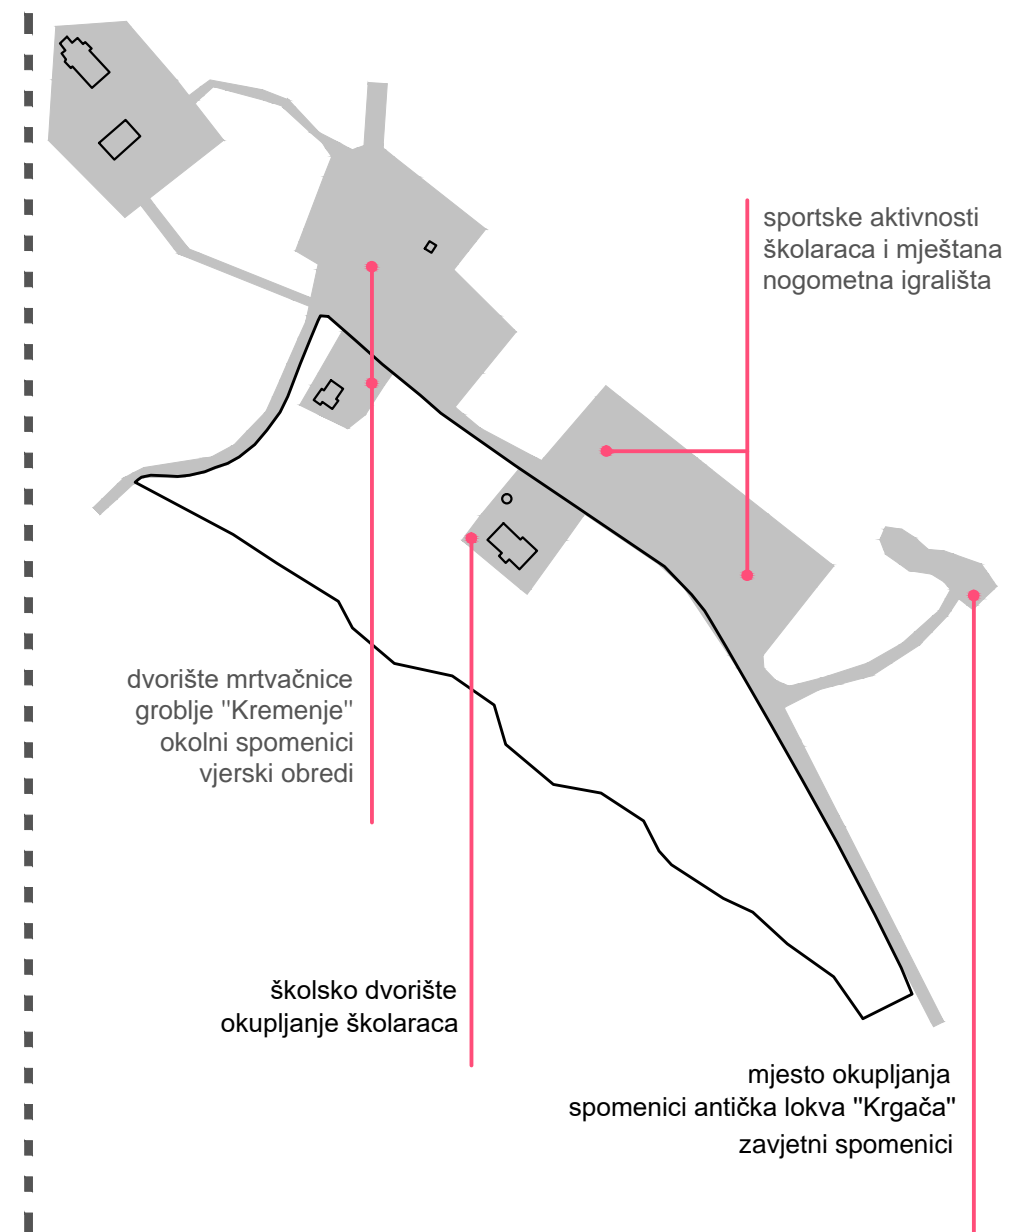 sportske aktivnosti
školaraca i mještana
nogometna igrališta
dvorište mrtvačnice
groblje "Kremenje"
okolni spomenici
vjerski obredi
školsko dvorište
okupljanje školaraca
mjesto okupljanja
spomenici antička lokva "Krgača"
zavjetni spomenici